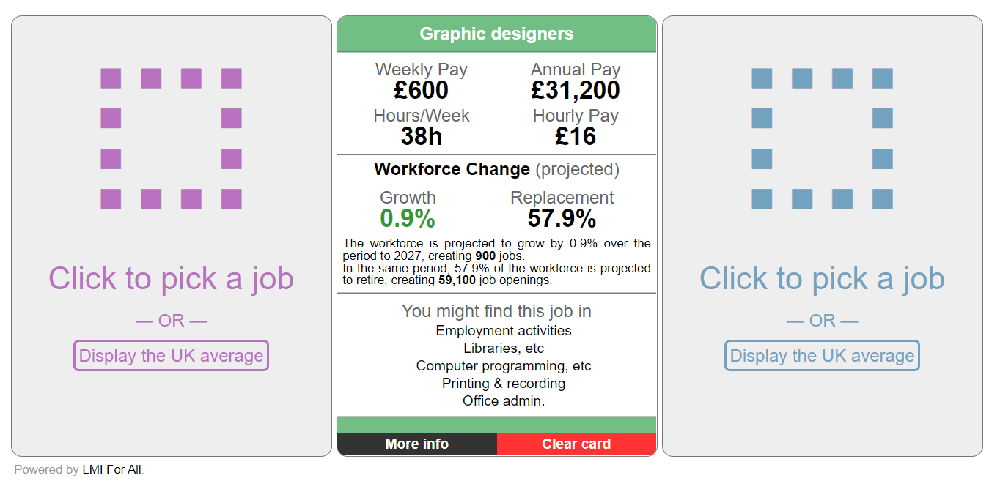 Click to pick a job
— OR —
Display the UK average
Graphic designers
Weekly Pay Annual Pay
£600 £31,200
Hours/Week Hourly Pay
38h £16
Workforce Change (projected)
Growth Replacement
0.9% 57.9%
The workforce is projected to grow by 0.9% over the
period to 2027, creating 900 jobs.
In the same period, 57.9% of the workforce is projected
to retire, creating 59,100 job openings.
You might find this job in
Employment activities
Libraries, etc
Computer programming, etc
Printing & recording
Office admin.
More info Clear card
Click to pick a job
— OR —
Display the UK average
Powered by LMI For All.